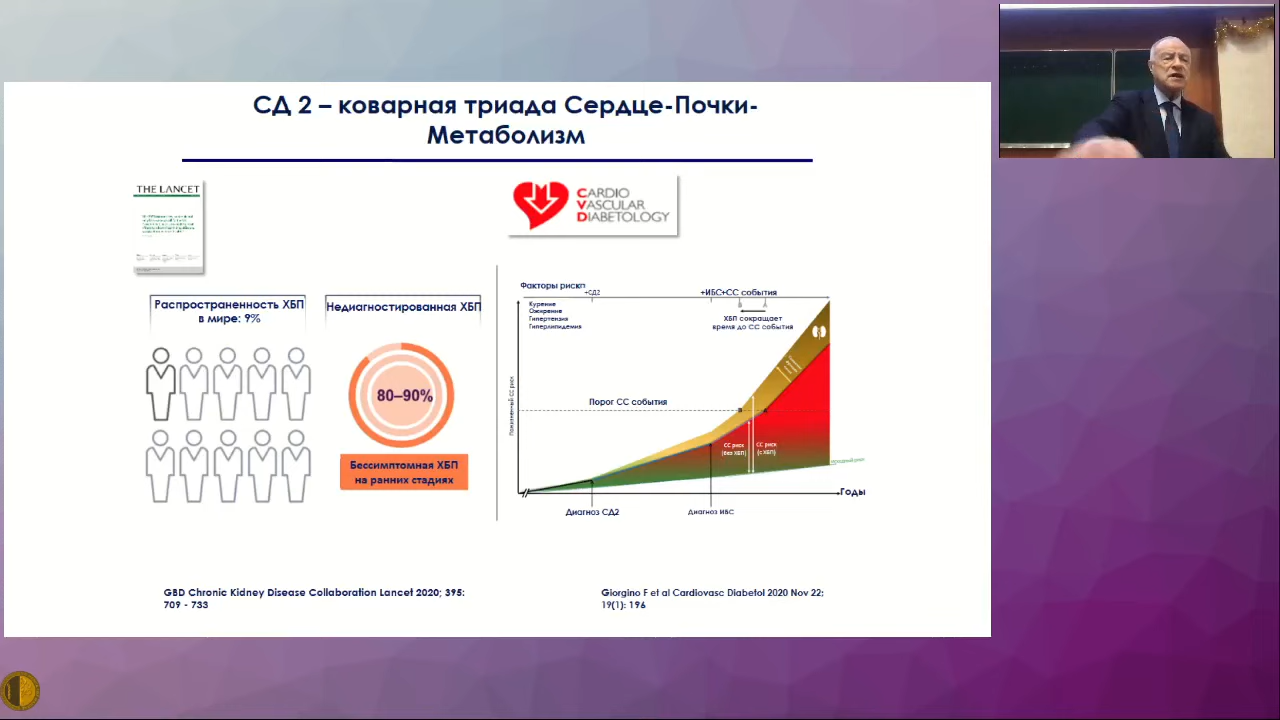 СД 2 – коварная триада Сердце-Почки-
Метаболизм
THE LANCET
CARDIO
VASCULAR
DIABETOLOGY
Распространенность ХБП
в мире: 9%
Недиагностированная ХБП
80–90%
Бессимптомная ХБП
на ранних стадиях
Факторы риска
+СД2
+ИБС+СС события
Курение
Ожирение
Гипертензия
Гиперлипидемия
ХБП сокращает
время до СС события
Порог СС события
СС риск
(без ХБП)
СС риск
(с ХБП)
Годы
Диагноз СД2
Диагноз ИБС
GBD Chronic Kidney Disease Collaboration Lancet 2020; 395:
709 - 733
Giorgino F et al Cardiovasc Diabetol 2020 Nov 22;
19(1): 196